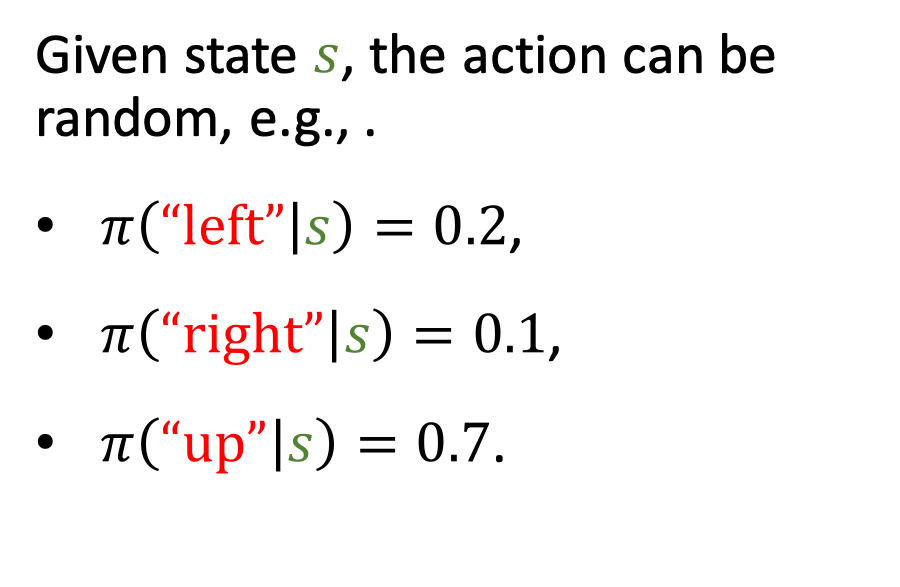 Given state s, the action can be
random, e.g., .
• π(“left”|s) = 0.2,
• π(“right”|s) = 0.1,
• π(“up”|s) = 0.7.